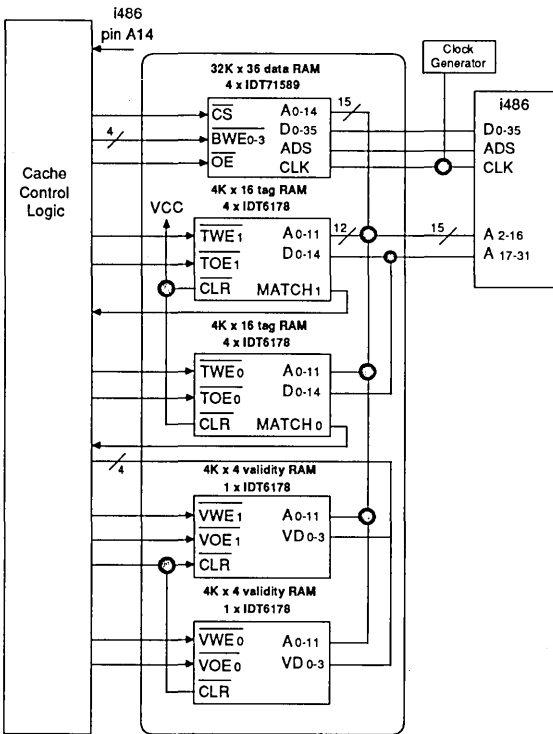 i486
pin A14
Clock
Generator
32K x 36 data RAM
4 x IDT71589
CS
BWE0-3
OE
A0-14
D0-35
ADS
CLK
15
4
i486
D0-35
ADS
CLK
A 2-16
A 17-31
Cache
Control
Logic
VCC
4K x 16 tag RAM
4 x IDT6178
TWE1
TOE1
CLR
A0-11
D0-14
MATCH1
12
15
4K x 16 tag RAM
4 x IDT6178
TWE0
TOE0
CLR
A0-11
D0-14
MATCH0
4
4K x 4 validity RAM
1 x IDT6178
VWE1
VOE1
CLR
A0-11
VD0-3
4K x 4 validity RAM
1 x IDT6178
VWE0
VOE0
CLR
A0-11
VD0-3